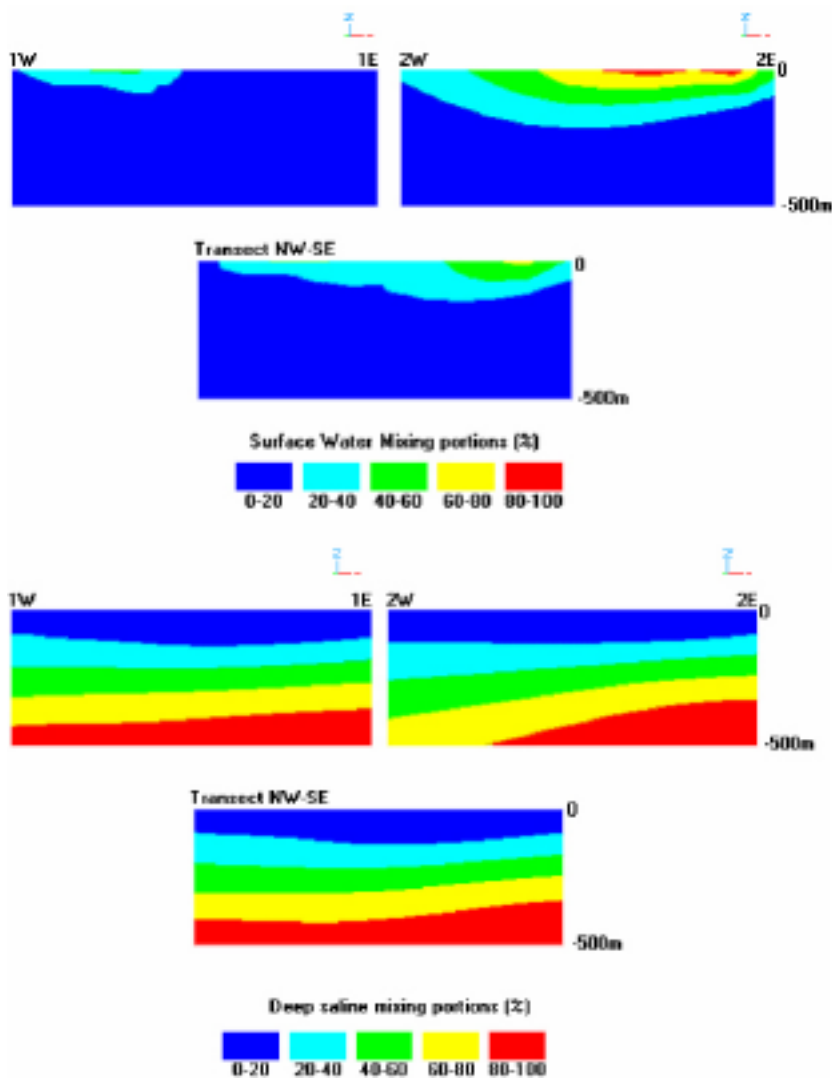 Z Z
1W 1E 2W 2E 0
-500m
Transect NW-SE
0
-500m
Surface Water Mixing portions (%)
0-20 20-40 40-60 60-80 80-100
Z Z
1W 1E 2W 2E 0
-500m
Transect NW-SE
0
-500m
Deep saline mixing portions (%)
0-20 20-40 40-60 60-80 80-100